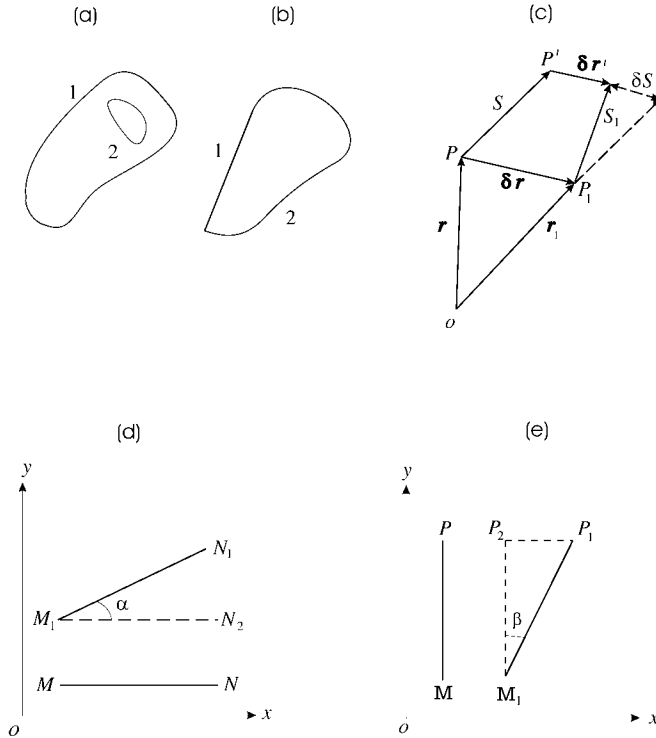 (a)
(b)
(c)
1
2
1
2
P'
δr'
δS
S
S₁
P
δr
P₁
r
r₁
o
(d)
(e)
y
N₁
α
M₁
N₂
M
N
o
x
y
P
P₂
P₁
β
M
M₁
o
x